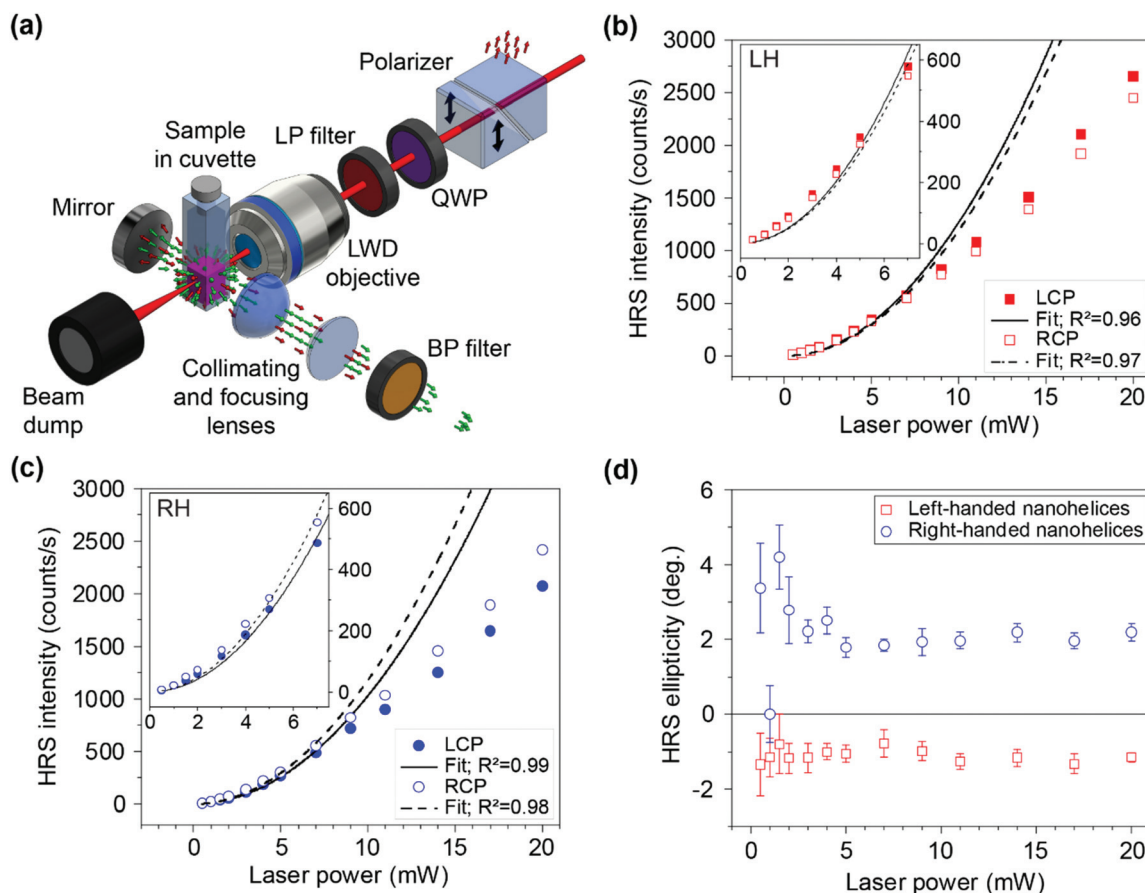 (a)
Polarizer
LP filter
Sample
in cuvette
QWP
Mirror
LWD
objective
BP filter
Collimating
and focusing
lenses
Beam
dump
(b)
HRS intensity (counts/s)
3000
2500
2000
1500
1000
500
0
LH
600
400
200
0
0 2 4 6
LCP
Fit; R²=0.96
RCP
Fit; R²=0.97
0 5 10 15 20
Laser power (mW)
(c)
HRS intensity (counts/s)
3000
2500
2000
1500
1000
500
0
RH
600
400
200
0
0 2 4 6
LCP
Fit; R²=0.99
RCP
Fit; R²=0.98
0 5 10 15 20
Laser power (mW)
(d)
HRS ellipticity (deg.)
6
4
2
0
-2
Left-handed nanohelices
Right-handed nanohelices
0 5 10 15 20
Laser power (mW)